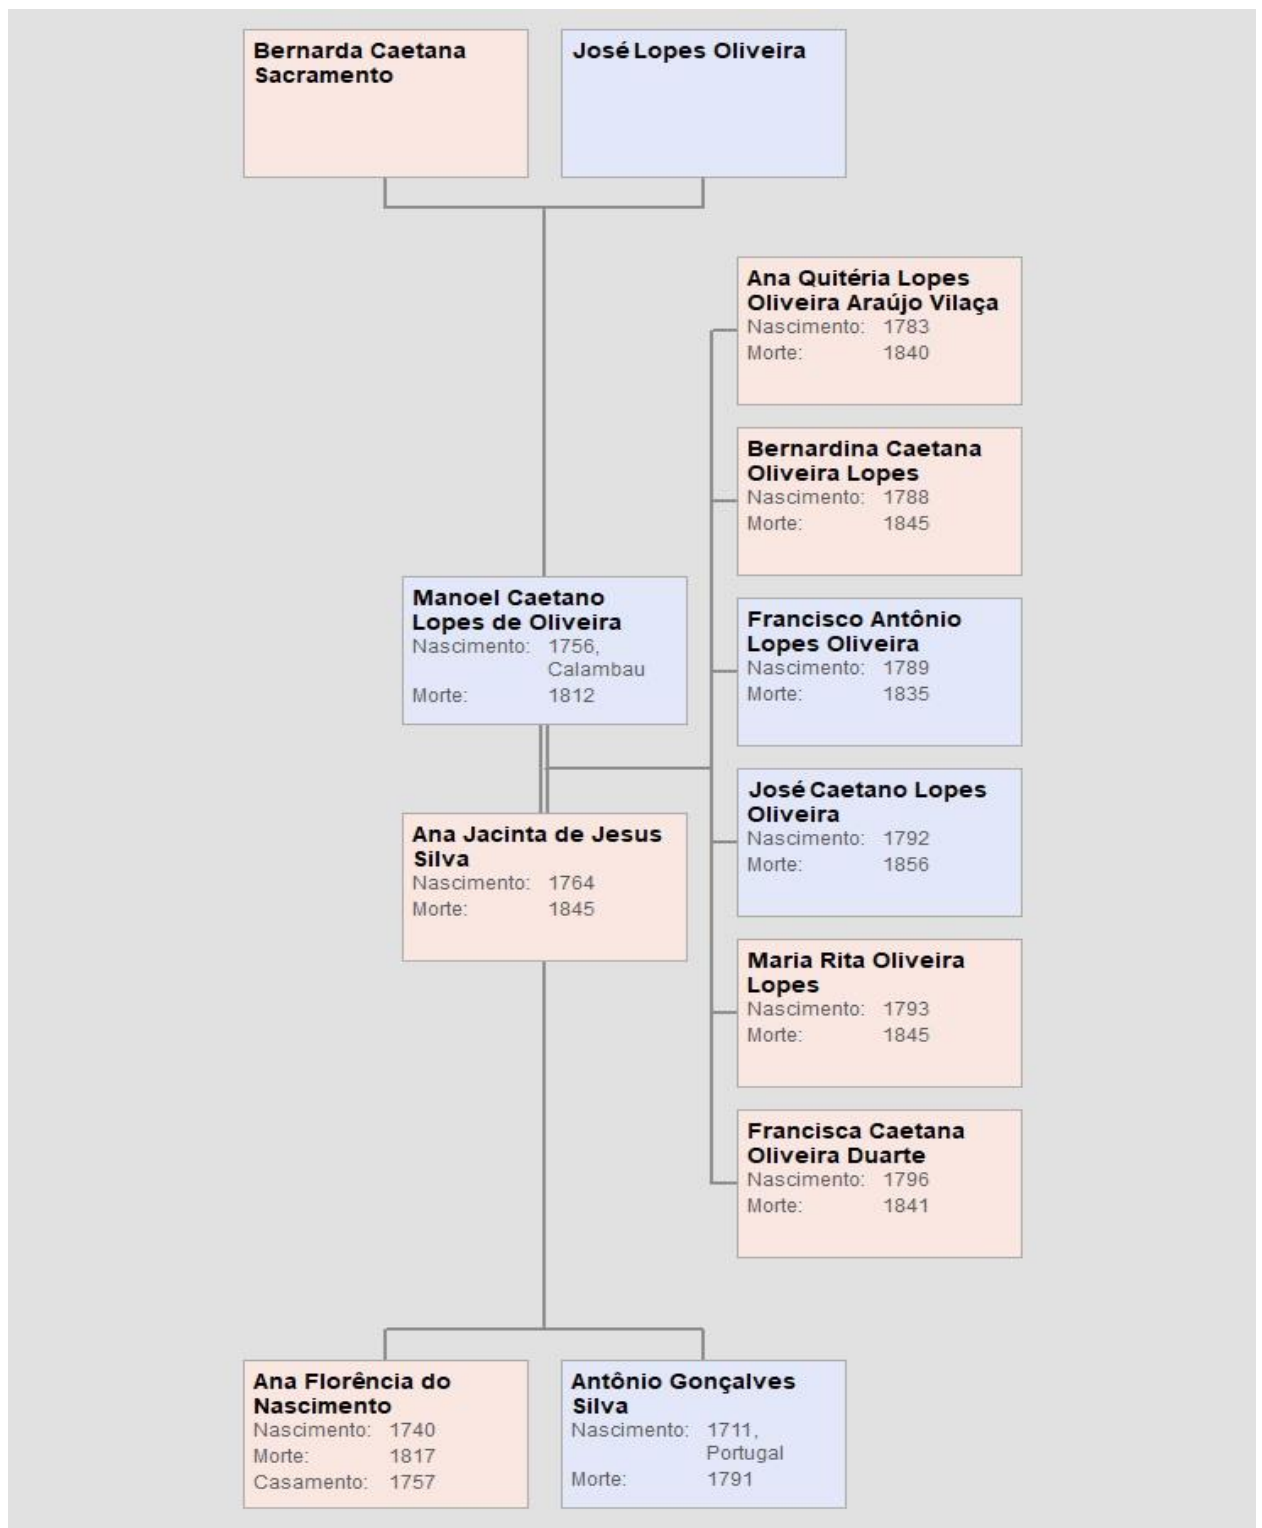 Bernarda Caetana
Sacramento
José Lopes Oliveira
Ana Quitéria Lopes
Oliveira Araújo Vilaça
Nascimento: 1783
Morte: 1840
Bernardina Caetana
Oliveira Lopes
Nascimento: 1788
Morte: 1845
Manoel Caetano
Lopes de Oliveira
Nascimento: 1756,
Calambau
Morte: 1812
Francisco Antônio
Lopes Oliveira
Nascimento: 1789
Morte: 1835
José Caetano Lopes
Oliveira
Nascimento: 1792
Morte: 1856
Ana Jacinta de Jesus
Silva
Nascimento: 1764
Morte: 1845
Maria Rita Oliveira
Lopes
Nascimento: 1793
Morte: 1845
Francisca Caetana
Oliveira Duarte
Nascimento: 1796
Morte: 1841
Ana Florência do
Nascimento
Nascimento: 1740
Morte: 1817
Casamento: 1757
Antônio Gonçalves
Silva
Nascimento: 1711,
Portugal
Morte: 1791